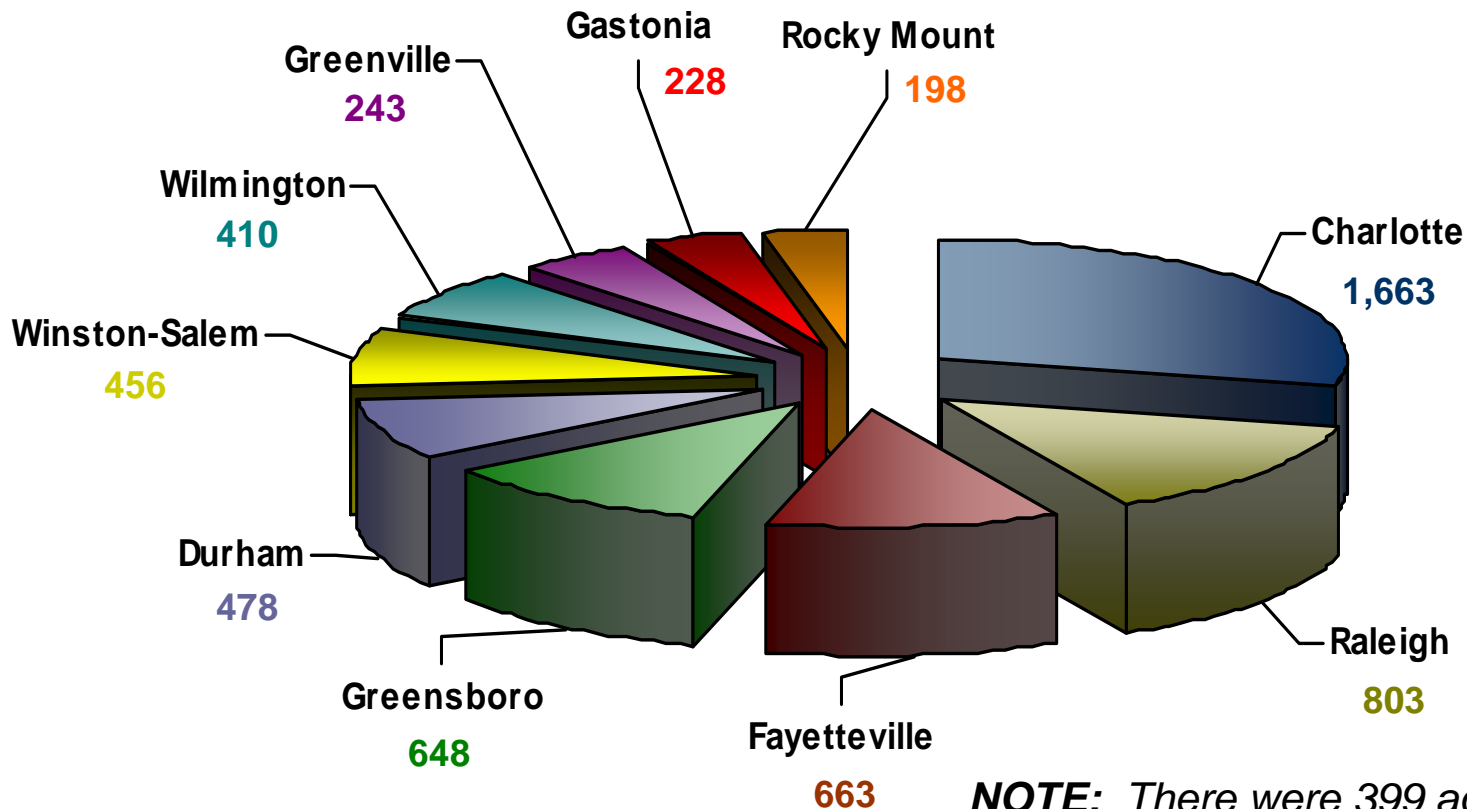 Gastonia
228
Rocky Mount
198
Greenville
243
Wilmington
410
Charlotte
1,663
Winston-Salem
456
Durham
478
Raleigh
803
Greensboro
648
Fayetteville
663
NOTE: There were 399